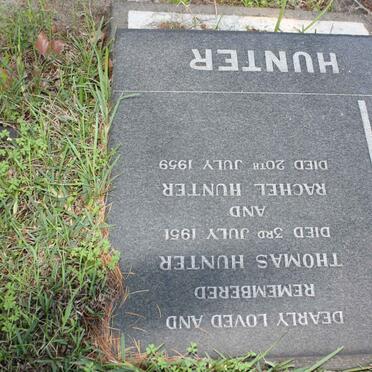 DEARLY LOVED AND
REMEMBERED
THOMAS HUNTER
DIED 3RD JULY 1951
AND
RACHEL HUNTER
DIED 20TH JULY 1959
HUNTER